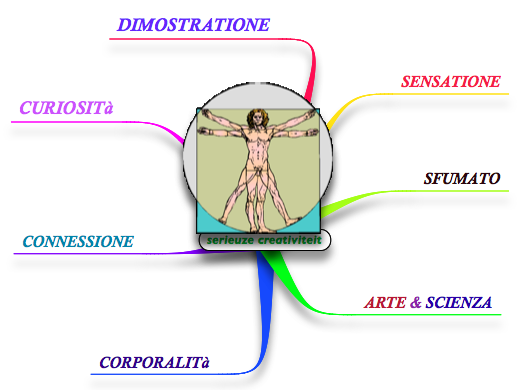 DIMOSTRATIONE
SENSATIONE
CURIOSITà
SFUMATO
CONNESSIONE
serieuze creativiteit
ARTE & SCIENZA
CORPORALITà